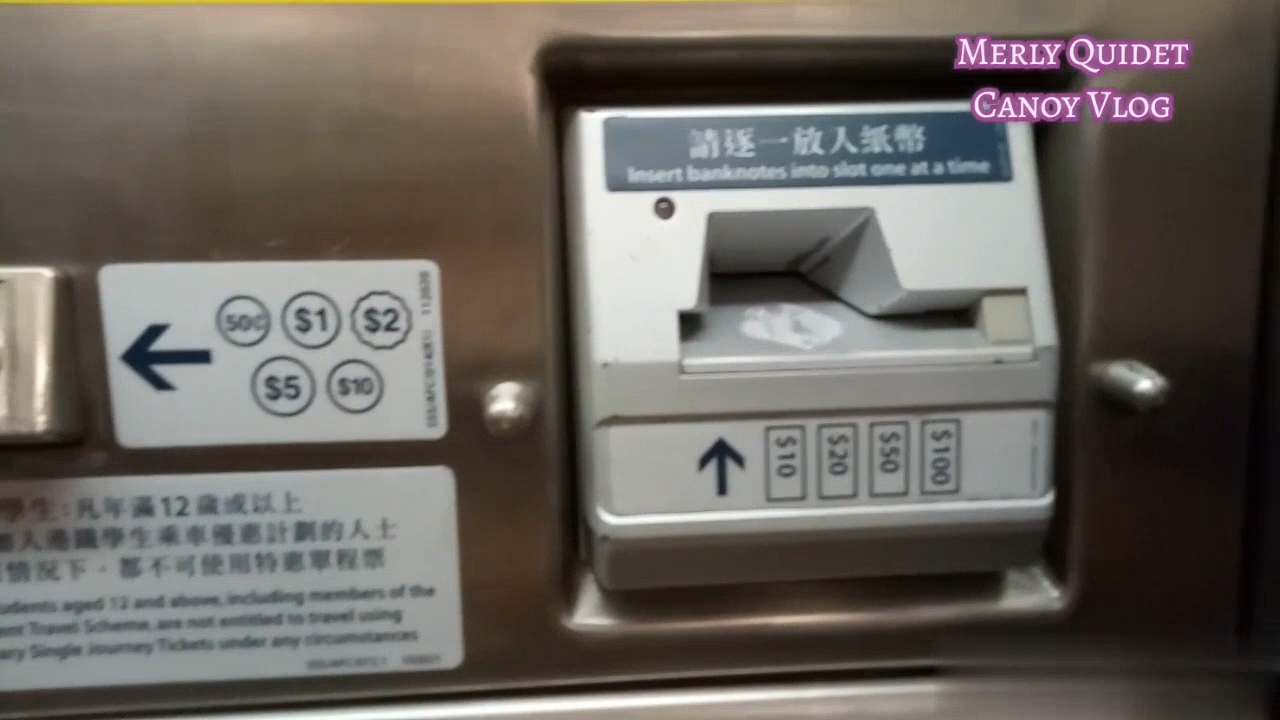 Merly Quidet
Canoy Vlog
請逐一放入紙幣
Insert banknotes into slot one at a time
50¢ $1 $2
$5 $10
$10 $20 $50 $100
學生:凡年滿12歲或以上
學生乘車優惠計劃的人士
情況下,都不可使用特惠單程票
udents aged 12 and above, including members of the
ent Travel Scheme, are not entitled to travel using
ary Single Journey Tickets under any circumstances